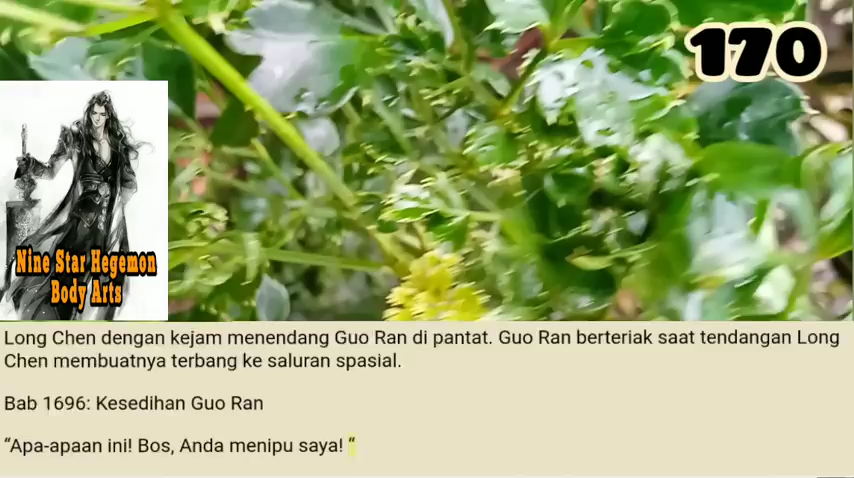 170
Nine Star Hegemon
Body Arts
Long Chen dengan kejam menendang Guo Ran di pantat. Guo Ran berteriak saat tendangan Long
Chen membuatnya terbang ke saluran spasial.
Bab 1696: Kesedihan Guo Ran
“Apa-apaan ini! Bos, Anda menipu saya! “